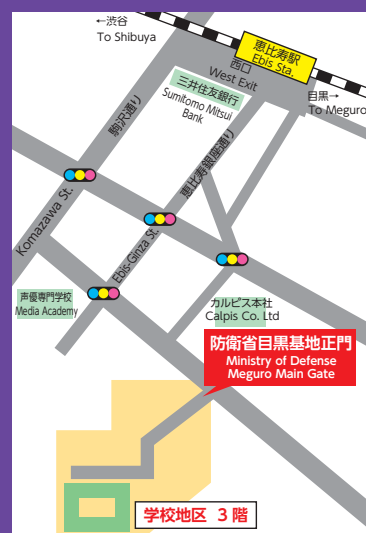 ←渋谷
To Shibuya
恵比寿駅
Ebis Sta.
西口
West Exit
目黒→
To Meguro
三井住友銀行
Sumitomo Mitsui
Bank
駒沢通り
恵比寿銀座通り
Komazawa St.
Ebis-Ginza St.
声優専門学校
Media Academy
カルピス本社
Calpis Co. Ltd
防衛省目黒基地正門
Ministry of Defense
Meguro Main Gate
学校地区 3階